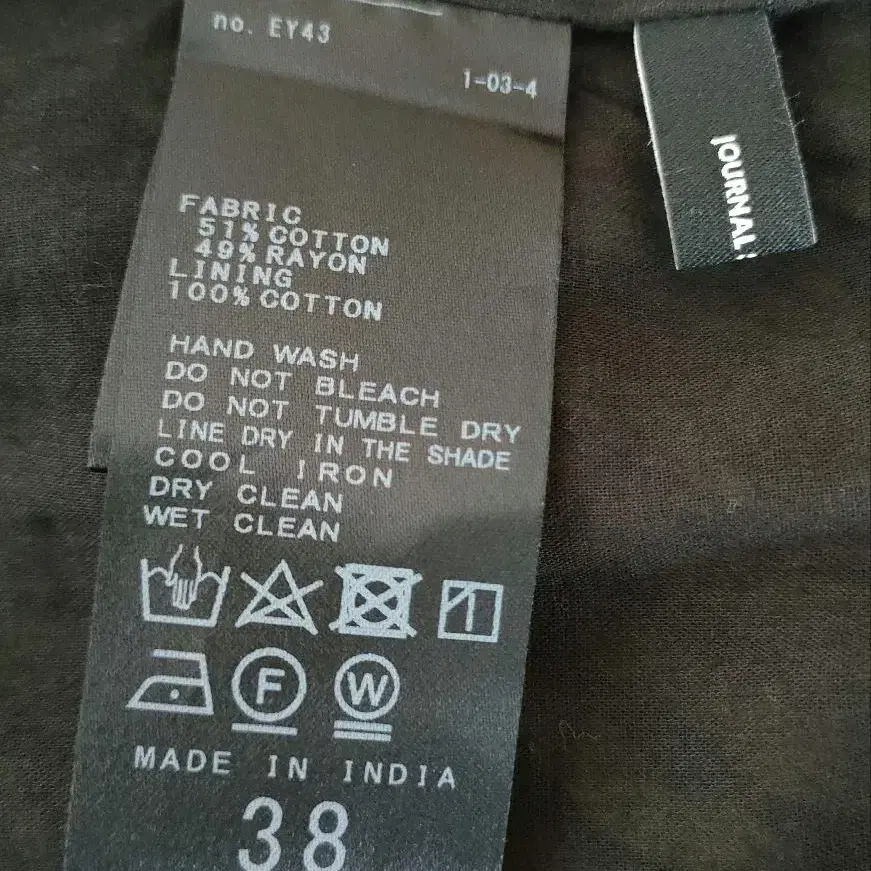 no. EY43
1-03-4
FABRIC
51% COTTON
49% RAYON
LINING
100% COTTON
HAND WASH
DO NOT BLEACH
DO NOT TUMBLE DRY
LINE DRY IN THE SHADE
COOL IRON
DRY CLEAN
WET CLEAN
F
W
MADE IN INDIA
38
JOURNAL